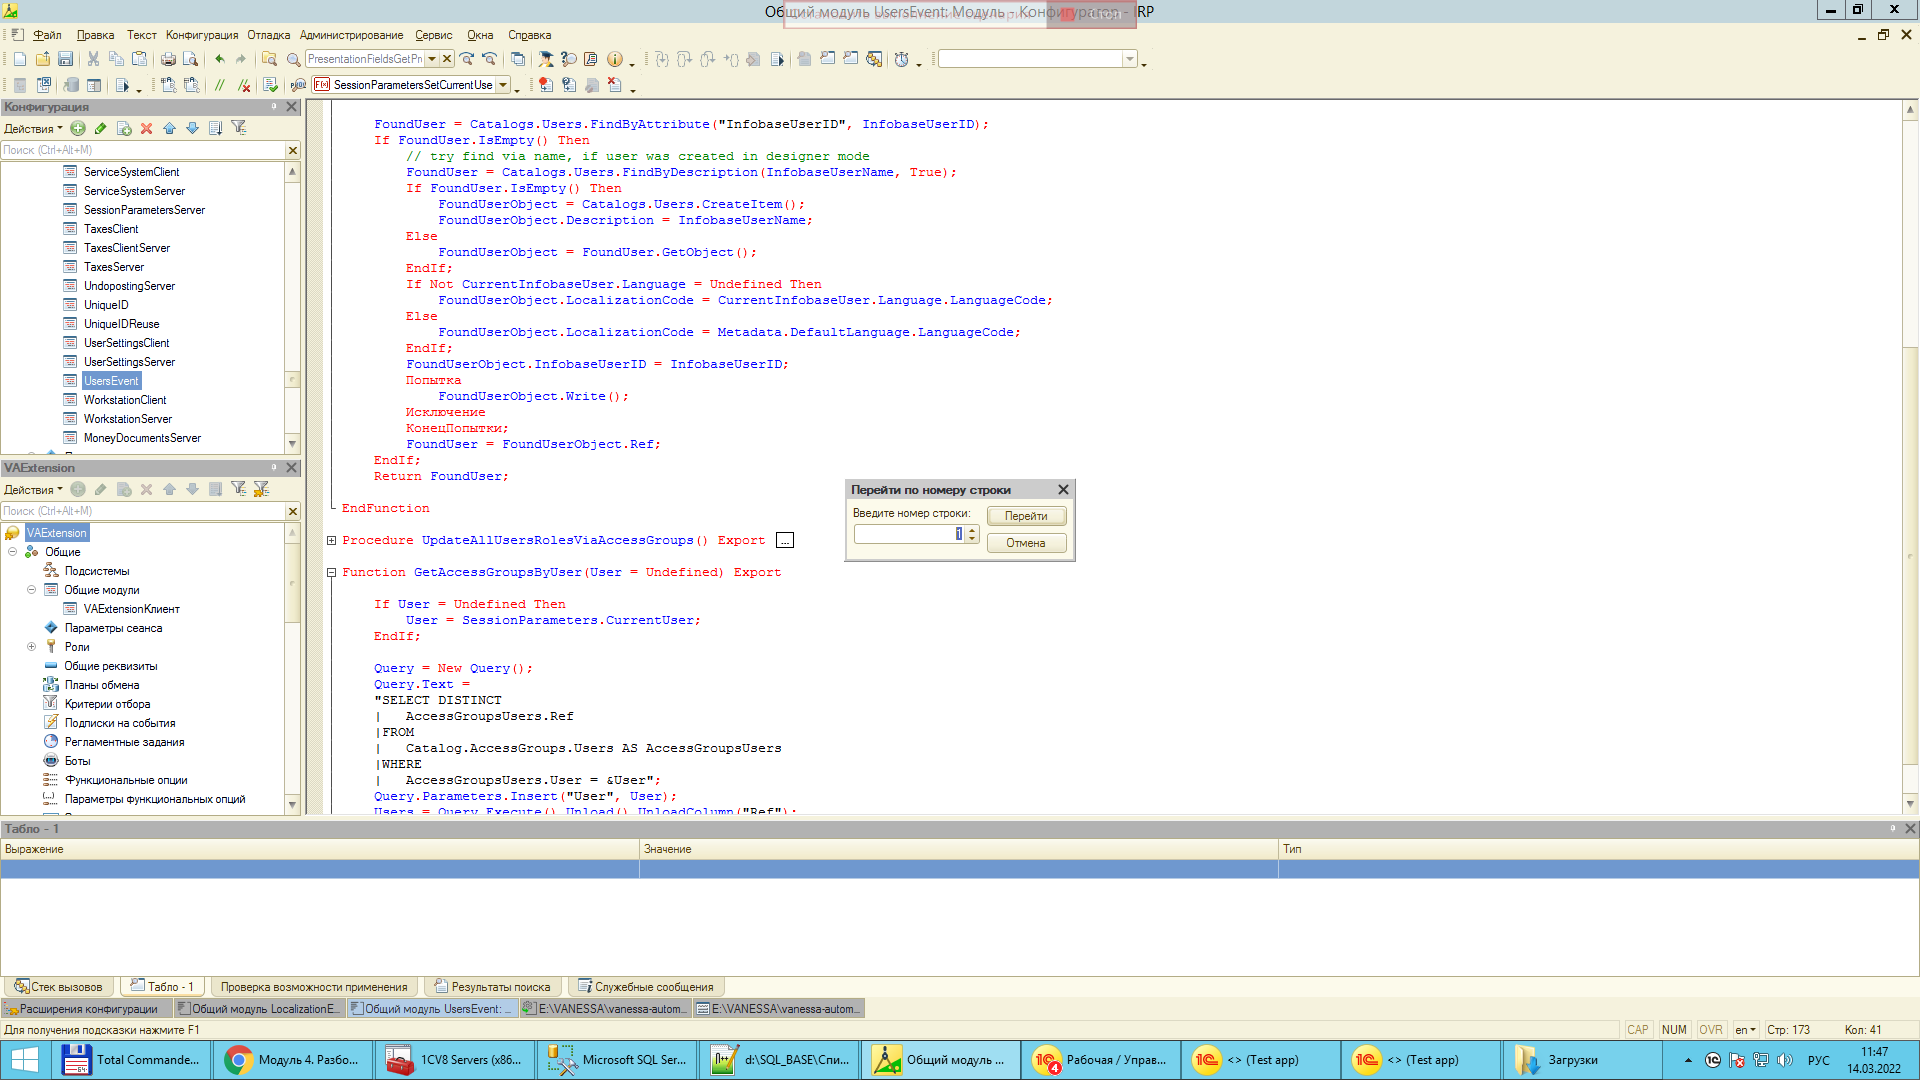 Общий модуль UsersEvent: Модуль - Конфигуратор - IRP
Стоп
Файл Правка Текст Конфигурация Отладка Администрирование Сервис Окна Справка
PresentationFieldsGetPr
SessionParametersSetCurrentUse
Конфигурация
Действия
Поиск (Ctrl+Alt+M)
ServiceSystemClient
ServiceSystemServer
SessionParametersServer
TaxesClient
TaxesClientServer
TaxesServer
UndopostingServer
UniqueID
UniqueIDReuse
UserSettingsClient
UserSettingsServer
UsersEvent
WorkstationClient
WorkstationServer
MoneyDocumentsServer
VAExtension
Действия
Поиск (Ctrl+Alt+M)
VAExtension
Общие
Подсистемы
Общие модули
VAExtensionКлиент
Параметры сеанса
Роли
Общие реквизиты
Планы обмена
Критерии отбора
Подписки на события
Регламентные задания
Боты
Функциональные опции
Параметры функциональных опций
FoundUser = Catalogs.Users.FindByAttribute("InfobaseUserID", InfobaseUserID);
If FoundUser.IsEmpty() Then
// try find via name, if user was created in designer mode
FoundUser = Catalogs.Users.FindByDescription(InfobaseUserName, True);
If FoundUser.IsEmpty() Then
FoundUserObject = Catalogs.Users.CreateItem();
FoundUserObject.Description = InfobaseUserName;
Else
FoundUserObject = FoundUser.GetObject();
EndIf;
If Not CurrentInfobaseUser.Language = Undefined Then
FoundUserObject.LocalizationCode = CurrentInfobaseUser.Language.LanguageCode;
Else
FoundUserObject.LocalizationCode = Metadata.DefaultLanguage.LanguageCode;
EndIf;
FoundUserObject.InfobaseUserID = InfobaseUserID;
Попытка
FoundUserObject.Write();
Исключение
КонецПопытки;
FoundUser = FoundUserObject.Ref;
EndIf;
Return FoundUser;
EndFunction
Procedure UpdateAllUsersRolesViaAccessGroups() Export ...
Function GetAccessGroupsByUser(User = Undefined) Export
If User = Undefined Then
User = SessionParameters.CurrentUser;
EndIf;
Query = New Query();
Query.Text =
"SELECT DISTINCT
| AccessGroupsUsers.Ref
|FROM
| Catalog.AccessGroups.Users AS AccessGroupsUsers
|WHERE
| AccessGroupsUsers.User = &User";
Query.Parameters.Insert("User", User);
Users = Query.Execute().Unload().UnloadColumn("Ref");
Перейти по номеру строки
Введите номер строки:
1
Перейти
Отмена
Табло - 1
Выражение Значение Тип
Стек вызовов Табло - 1 Проверка возможности применения Результаты поиска Служебные сообщения
Расширения конфигурации Общий модуль LocalizationE... Общий модуль UsersEvent: ... E:\VANESSA\vanessa-autom... E:\VANESSA\vanessa-autom...
Для получения подсказки нажмите F1
CAP NUM OVR en Стр: 173 Кол: 41
Total Commande... Модуль 4. Разбо... 1CV8 Servers (x86... Microsoft SQL Ser... d:\SQL_BASE\Спи... Общий модуль ... Рабочая / Управ... <> (Test app) <> (Test app) Загрузки
4
РУС
11:47
14.03.2022